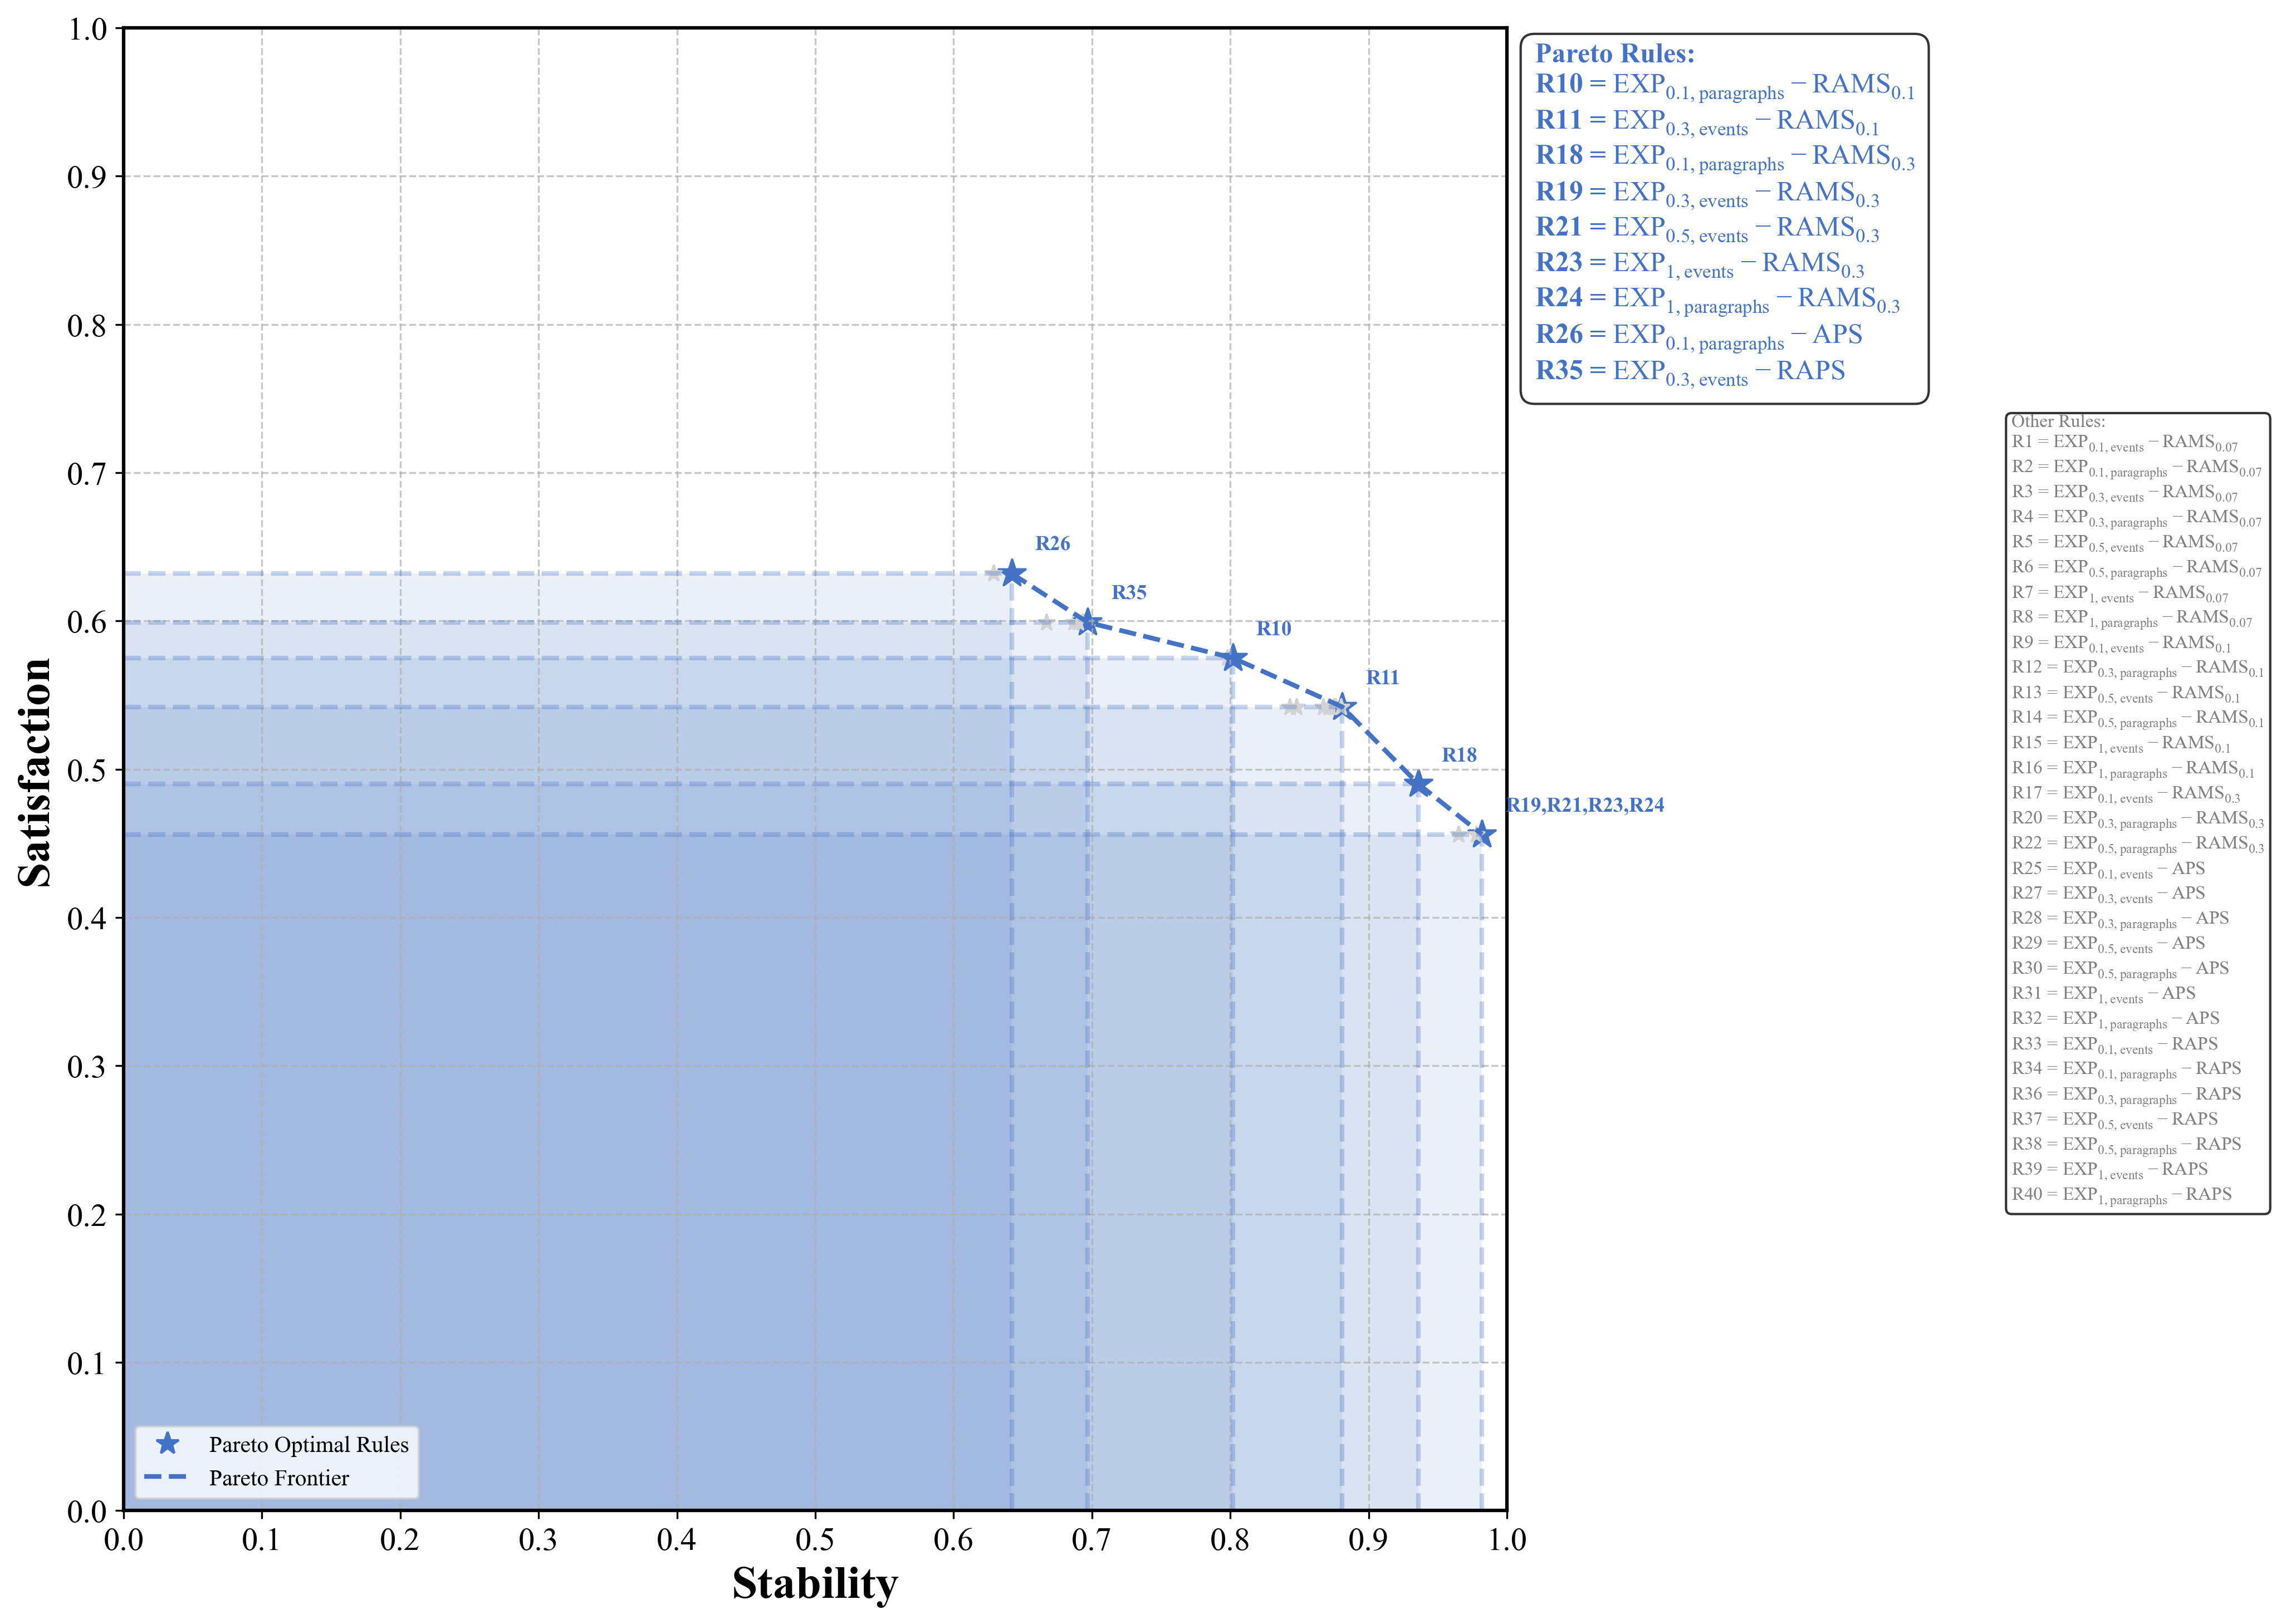 1.0
0.9
0.8
0.7
0.6
0.5
0.4
0.3
0.2
0.1
0.0
Satisfaction
0.0 0.1 0.2 0.3 0.4 0.5 0.6 0.7 0.8 0.9 1.0
Stability
R26
R35
R10
R11
R18
R19,R21,R23,R24
Pareto Optimal Rules
Pareto Frontier
Pareto Rules:
R10 = EXP0.1, paragraphs − RAMS0.1
R11 = EXP0.3, events − RAMS0.1
R18 = EXP0.1, paragraphs − RAMS0.3
R19 = EXP0.3, events − RAMS0.3
R21 = EXP0.5, events − RAMS0.3
R23 = EXP1, events − RAMS0.3
R24 = EXP1, paragraphs − RAMS0.3
R26 = EXP0.1, paragraphs − APS
R35 = EXP0.3, events − RAPS
Other Rules:
R1 = EXP0.1, events − RAMS0.07
R2 = EXP0.1, paragraphs − RAMS0.07
R3 = EXP0.3, events − RAMS0.07
R4 = EXP0.3, paragraphs − RAMS0.07
R5 = EXP0.5, events − RAMS0.07
R6 = EXP0.5, paragraphs − RAMS0.07
R7 = EXP1, events − RAMS0.07
R8 = EXP1, paragraphs − RAMS0.07
R9 = EXP0.1, events − RAMS0.1
R12 = EXP0.3, paragraphs − RAMS0.1
R13 = EXP0.5, events − RAMS0.1
R14 = EXP0.5, paragraphs − RAMS0.1
R15 = EXP1, events − RAMS0.1
R16 = EXP1, paragraphs − RAMS0.1
R17 = EXP0.1, events − RAMS0.3
R20 = EXP0.3, paragraphs − RAMS0.3
R22 = EXP0.5, paragraphs − RAMS0.3
R25 = EXP0.1, events − APS
R27 = EXP0.3, events − APS
R28 = EXP0.3, paragraphs − APS
R29 = EXP0.5, events − APS
R30 = EXP0.5, paragraphs − APS
R31 = EXP1, events − APS
R32 = EXP1, paragraphs − APS
R33 = EXP0.1, events − RAPS
R34 = EXP0.1, paragraphs − RAPS
R36 = EXP0.3, paragraphs − RAPS
R37 = EXP0.5, events − RAPS
R38 = EXP0.5, paragraphs − RAPS
R39 = EXP1, events − RAPS
R40 = EXP1, paragraphs − RAPS